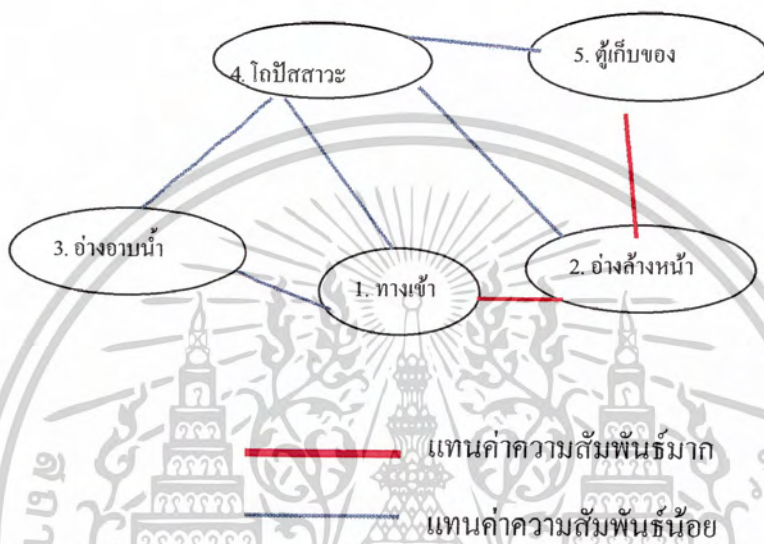 4. โถปัสสาวะ
5. ตู้เก็บของ
3. อ่างอาบน้ำ
1. ทางเข้า
2. อ่างล้างหน้า
แทนค่าความสัมพันธ์มาก
แทนค่าความสัมพันธ์น้อย